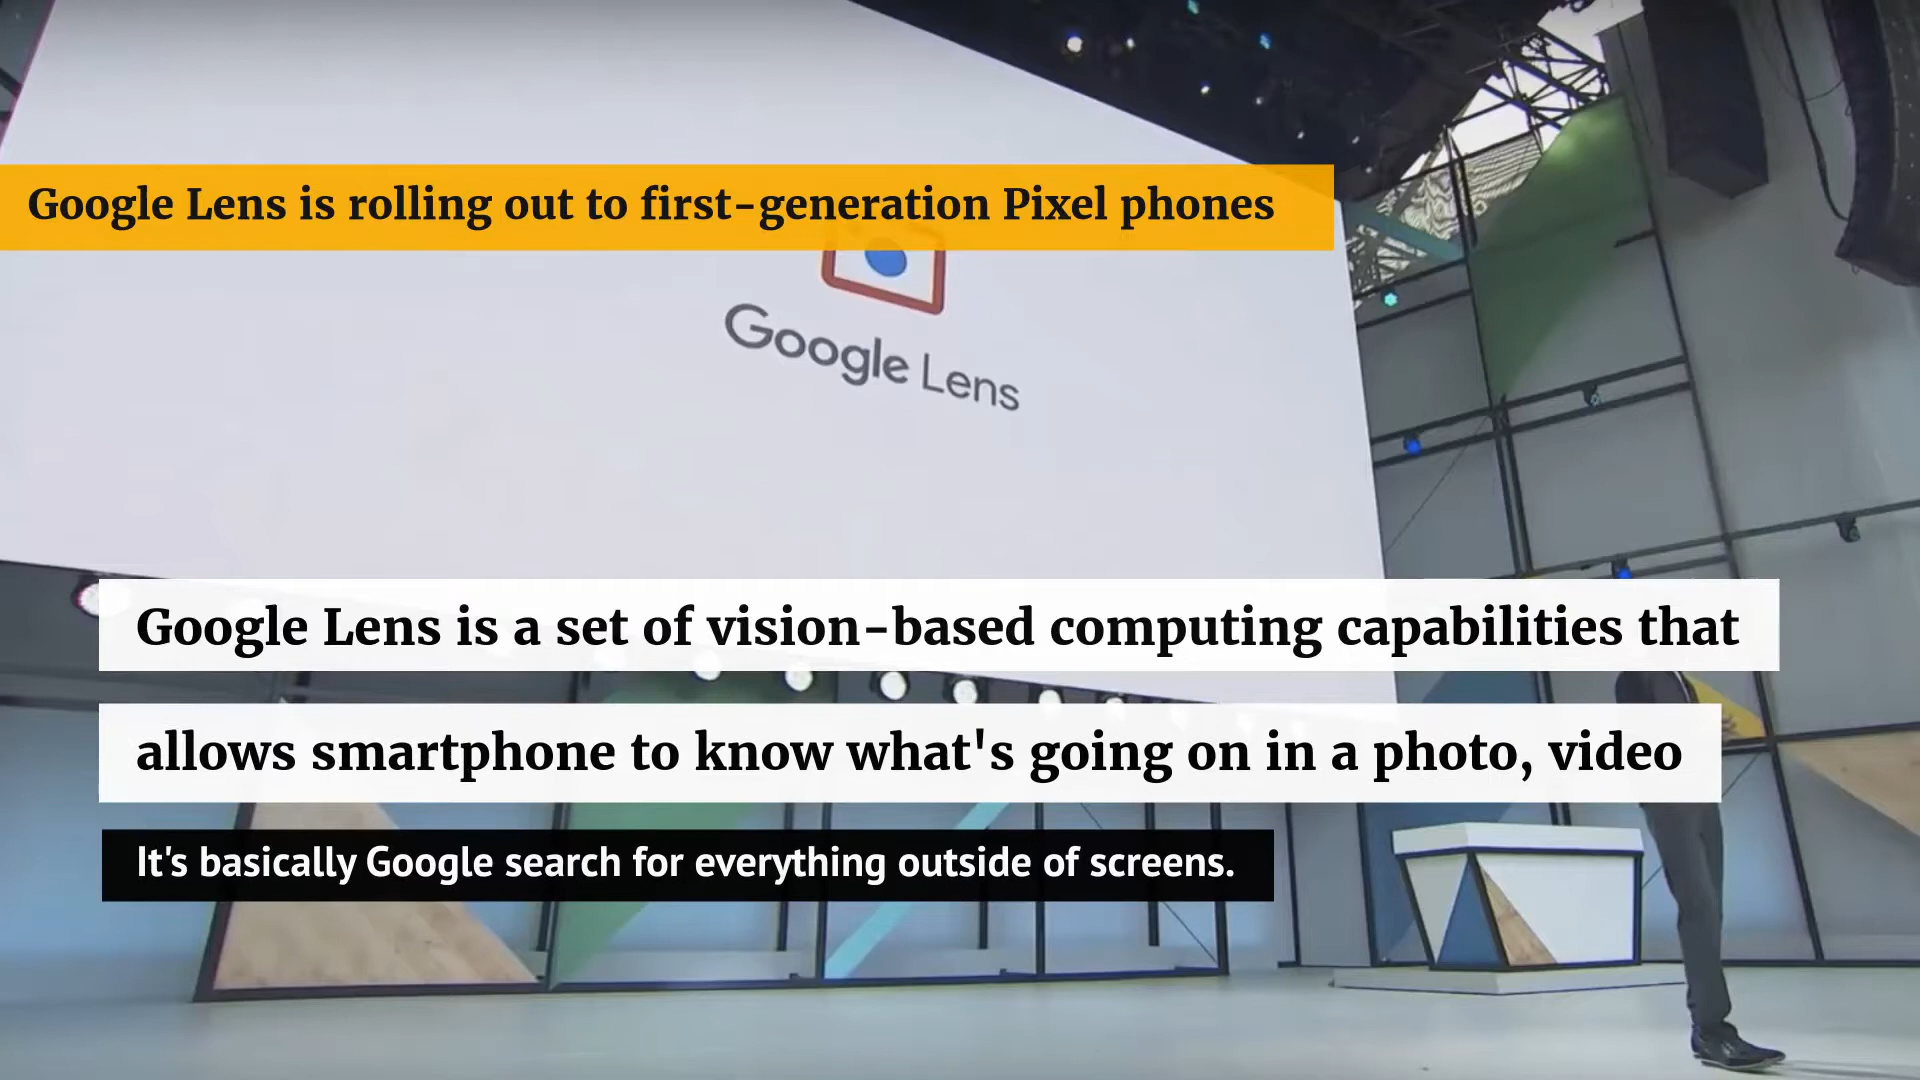 Google Lens is rolling out to first-generation Pixel phones
Google Lens
Google Lens is a set of vision-based computing capabilities that
allows smartphone to know what's going on in a photo, video
It's basically Google search for everything outside of screens.